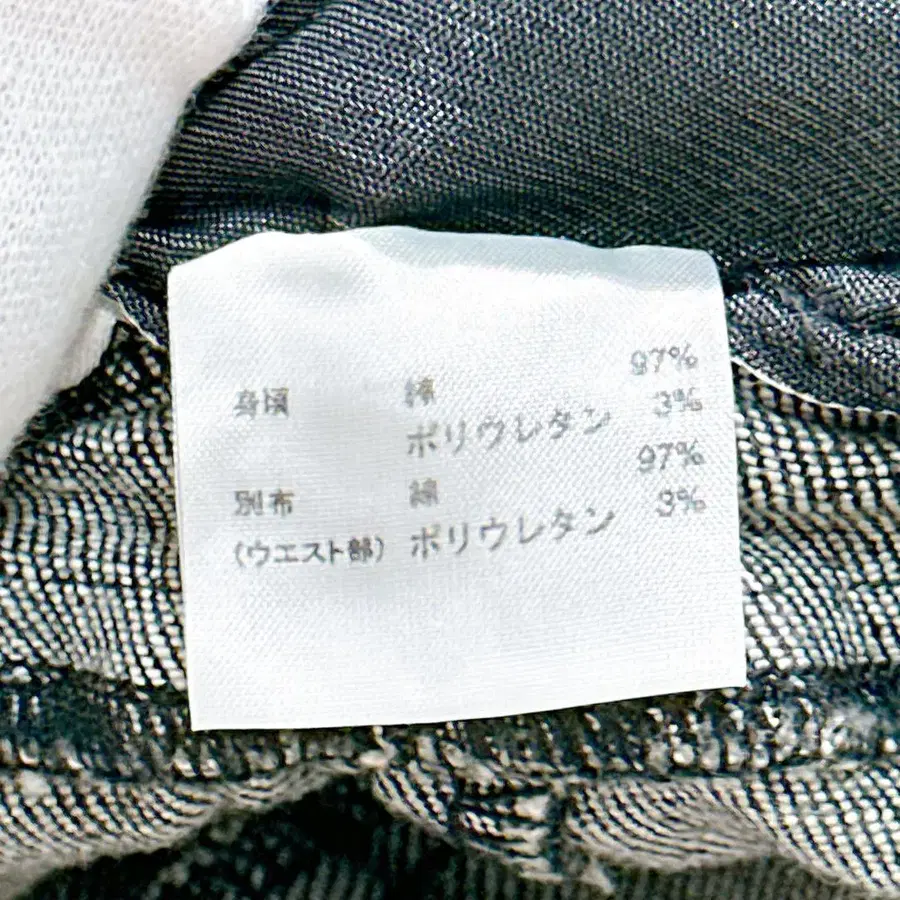 身頃 綿 97%
ポリウレタン 3%
別布 綿 97%
(ウエスト部) ポリウレタン 3%